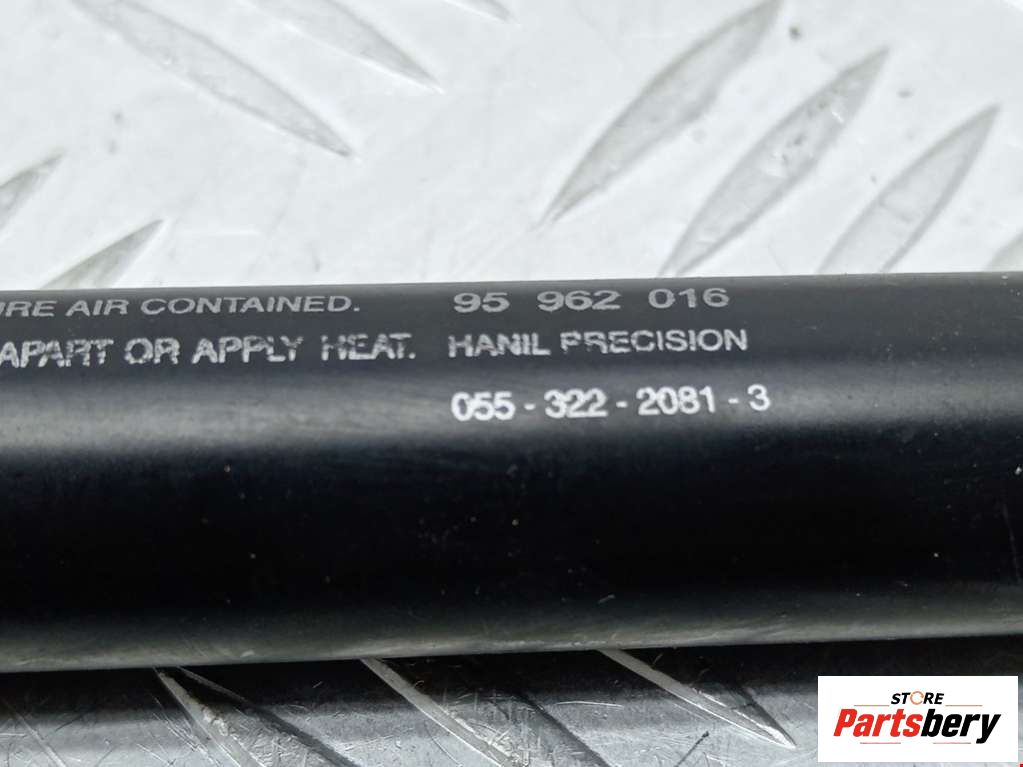 URE AIR CONTAINED. 95 962 016
APART OR APPLY HEAT. HANIL PRECISION
055-322-2081-3
STORE
Partsbery